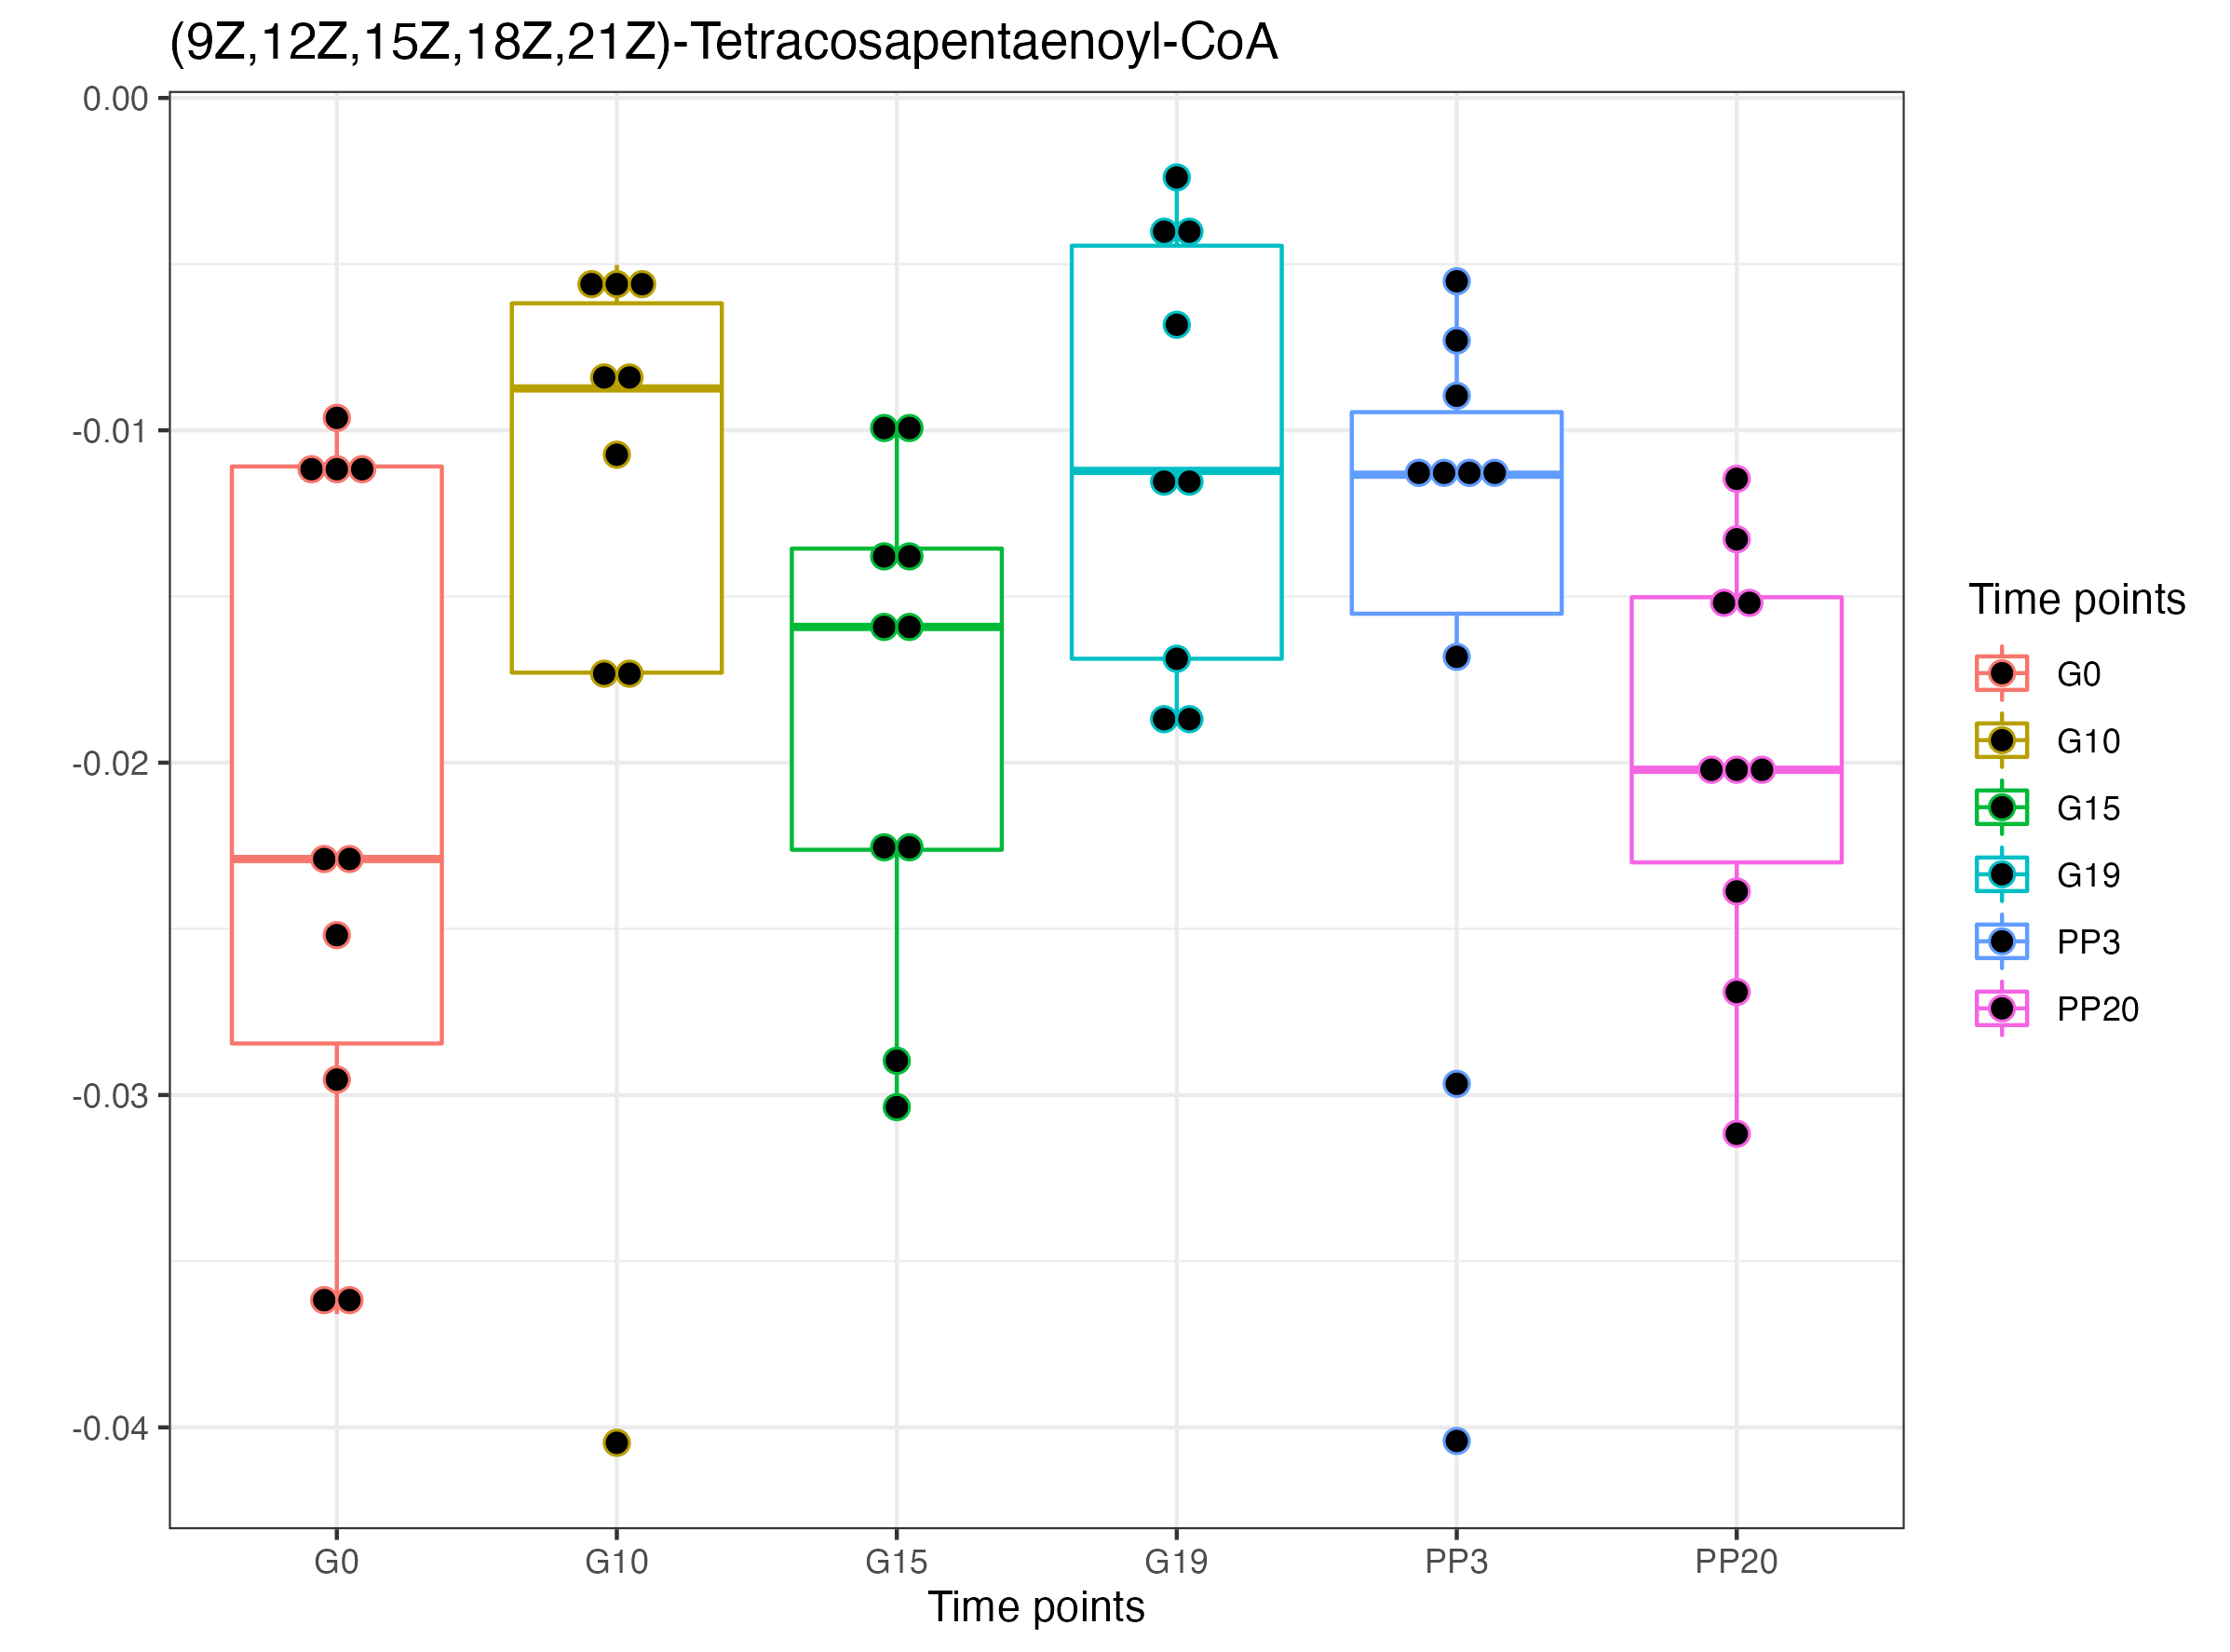 (9Z,12Z,15Z,18Z,21Z)-Tetracosapentaenoyl-CoA
0.00
-0.01
-0.02
-0.03
-0.04
G0 G10 G15 G19 PP3 PP20
Time points
Time points
G0
G10
G15
G19
PP3
PP20